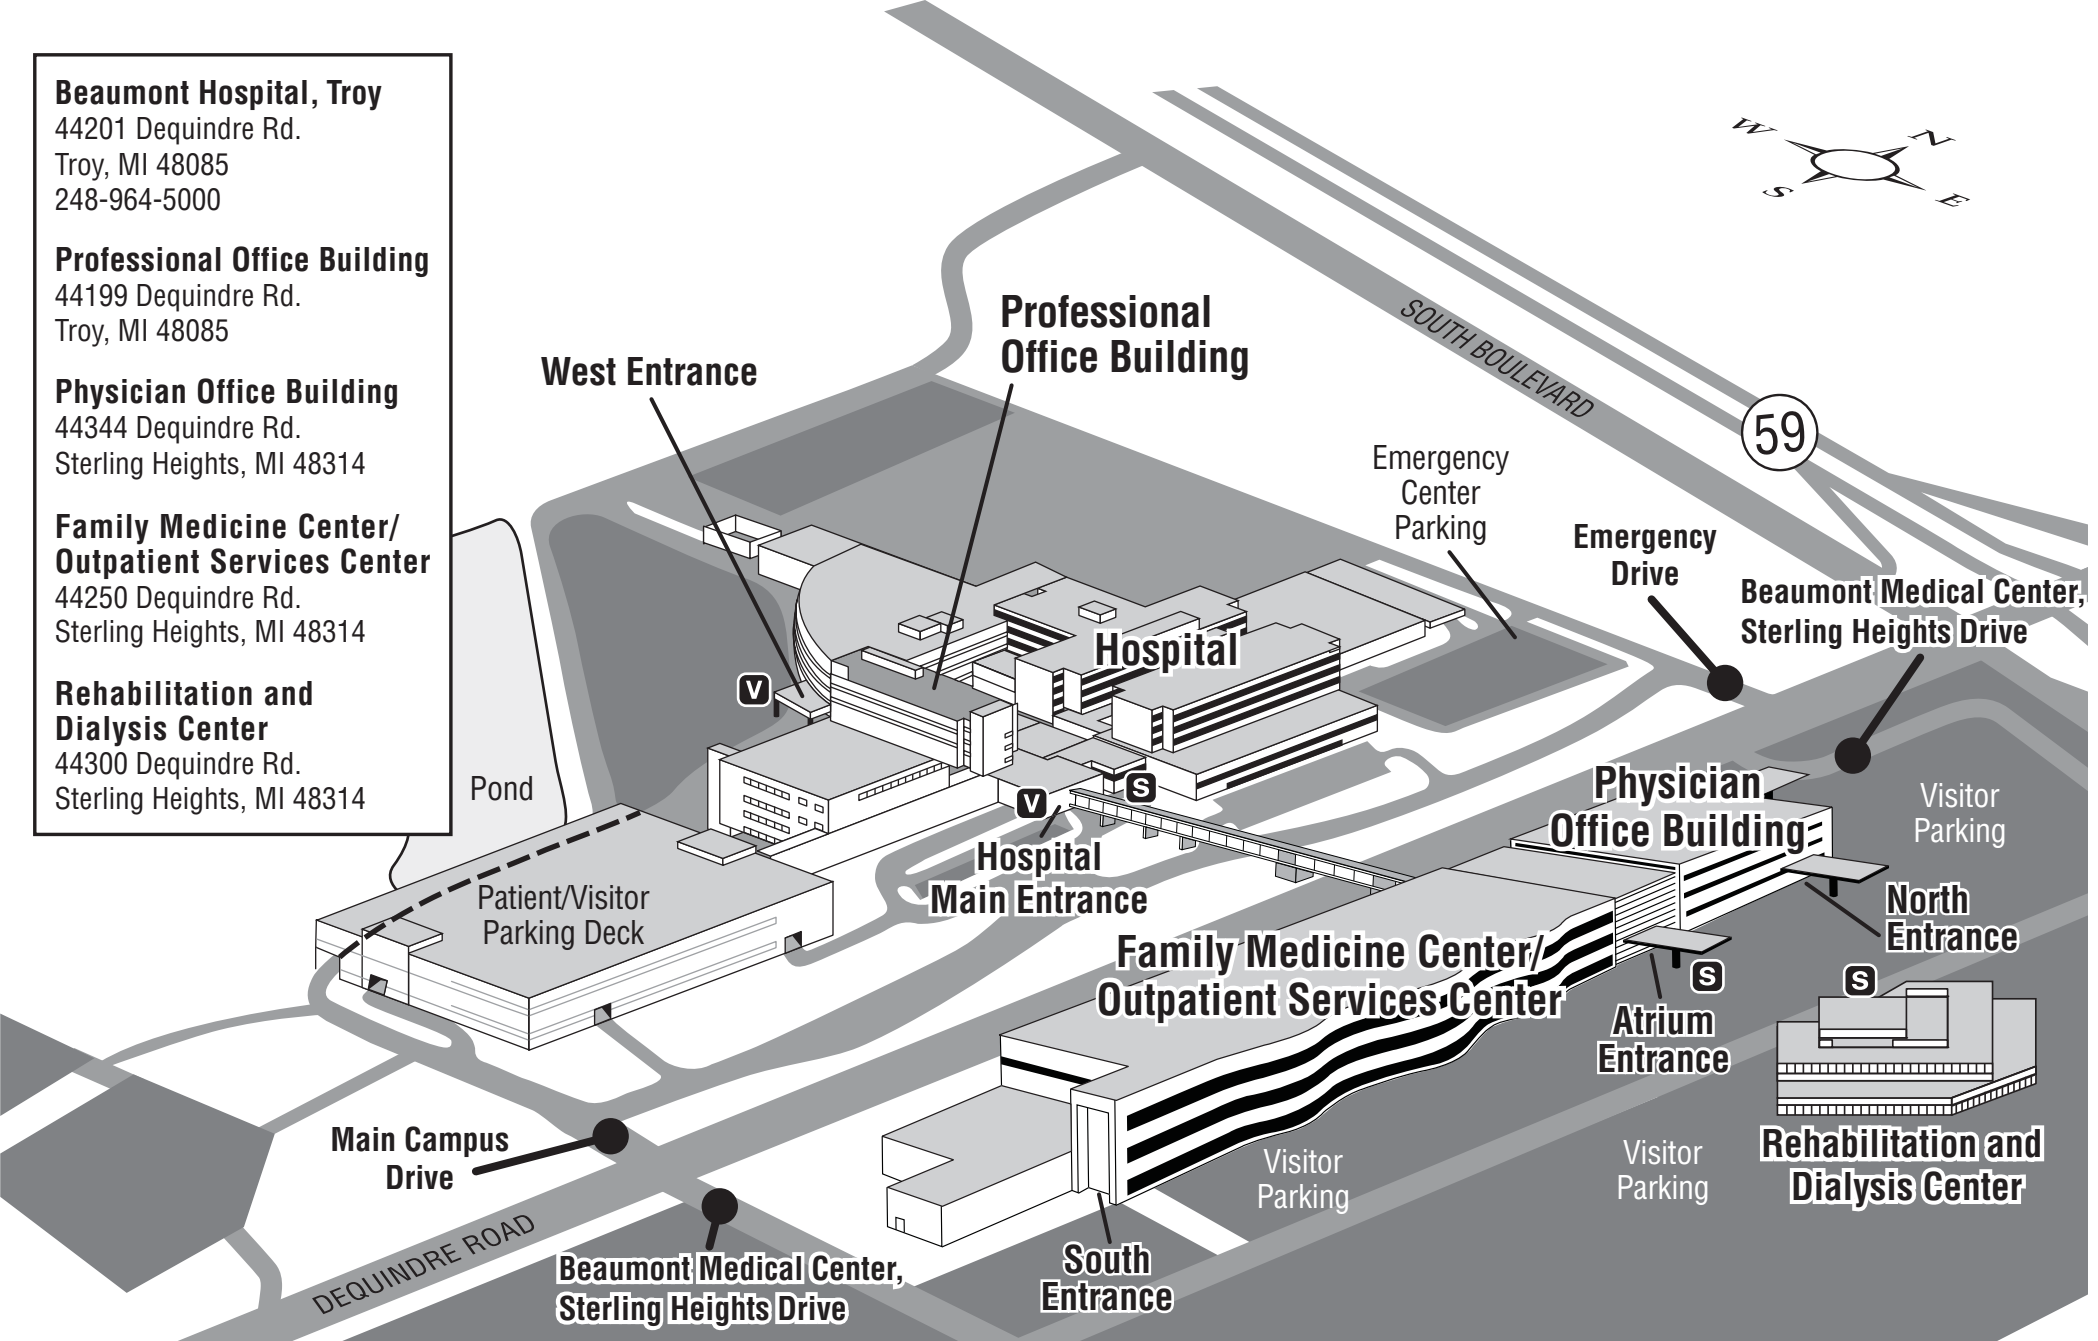 Beaumont Hospital, Troy
44201 Dequindre Rd.
Troy, MI 48085
248-964-5000
Professional Office Building
44199 Dequindre Rd.
Troy, MI 48085
Physician Office Building
44344 Dequindre Rd.
Sterling Heights, MI 48314
Family Medicine Center/
Outpatient Services Center
44250 Dequindre Rd.
Sterling Heights, MI 48314
Rehabilitation and
Dialysis Center
44300 Dequindre Rd.
Sterling Heights, MI 48314
W
N
S
E
SOUTH BOULEVARD
59
Professional
Office Building
West Entrance
Emergency
Center
Parking
Emergency
Drive
Beaumont Medical Center,
Sterling Heights Drive
Hospital
V
Pond
V
S
Hospital
Main Entrance
Physician
Office Building
Visitor
Parking
Patient/Visitor
Parking Deck
North
Entrance
Family Medicine Center/
Outpatient Services Center
S
S
Atrium
Entrance
Main Campus
Drive
Visitor
Parking
Visitor
Parking
Rehabilitation and
Dialysis Center
DEQUINDRE ROAD
Beaumont Medical Center,
Sterling Heights Drive
South
Entrance